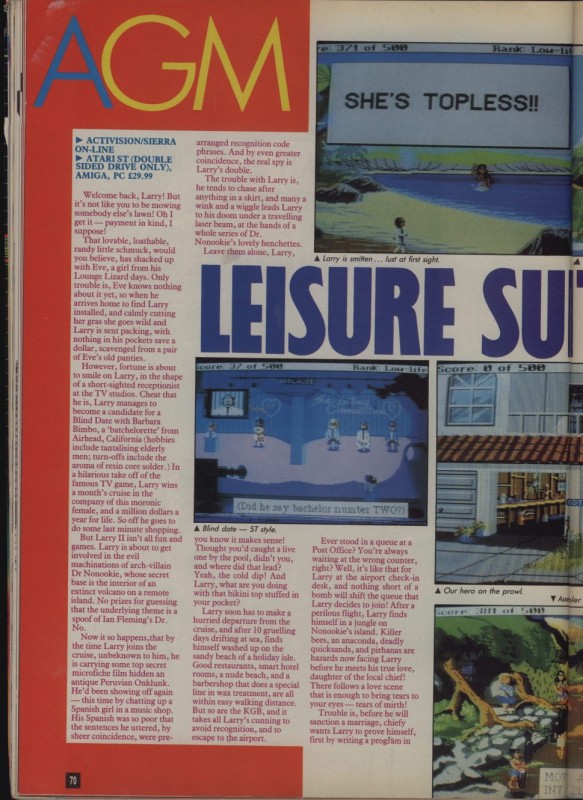 AGM
▶ ACTIVISION/SIERRA
ON-LINE
▶ ATARI ST (DOUBLE
SIDED DRIVE ONLY),
AMIGA, PC £29.99
Welcome back, Larry! But
it's not like you to be mowing
somebody else's lawn! Oh I
get it — payment in kind, I
suppose!
That lovable, loathable,
randy little schmuck, would
you believe, has shacked up
with Eve, a girl from his
Lounge Lizard days. Only
trouble is, Eve knows nothing
about it yet, so when he
arrives home to find Larry
installed, and calmly cutting
her gras she goes wild and
Larry is sent packing, with
nothing in his pockets save a
dollar, scavenged from a pair
of Eve's old panties.
However, fortune is about
to smile on Larry, in the shape
of a short-sighted receptionist
at the TV studios. Cheat that
he is, Larry manages to
become a candidate for a
Blind Date with Barbara
Bimbo, a 'batchelorette' from
Airhead, California (hobbies
include tantalising elderly
men; turn-offs include the
aroma of resin core solder.) In
a hilarious take off of the
famous TV game, Larry wins
a month's cruise in the
company of this moronic
female, and a million dollars a
year for life. So off he goes to
do some last minute shopping.
But Larry II isn't all fun and
games. Larry is about to get
involved in the evil
machinations of arch-villain
Dr Nonookie, whose secret
base is the interior of an
extinct volcano on a remote
island. No prizes for guessing
that the underlying theme is a
spoof of Ian Fleming's Dr.
No.
Now it so happens,that by
the time Larry joins the
cruise, unbeknown to him, he
is carrying some top secret
microfiche film hidden an
antique Peruvian Onklunk.
He'd been showing off again
— this time by chatting up a
Spanish girl in a music shop.
His Spanish was so poor that
the sentences he uttered, by
sheer coincidence, were pre-
arranged recognition code
phrases. And by even greater
coincidence, the real spy is
Larry's double.
The trouble with Larry is,
he tends to chase after
anything in a skirt, and many a
wink and a wiggle leads Larry
to his doom under a travelling
laser beam, at the hands of a
whole series of Dr.
Nonookie's lovely henchettes.
Leave them alone, Larry,
re: 371 of 500 Rank: Low-li
SHE'S TOPLESS!!
▲ Larry is smitten . . . lust at first sight.
LEISURE SU
Score: 37 of 500 Rank: Low-life
(Did he say bachelor number TWO?)
▲ Blind date — ST style.
Score: 0 of 500
▲ Our hero on the prowl.
you know it makes sense!
Thought you'd caught a live
one by the pool, didn't you,
and where did that lead?
Yeah, the cold dip! And
Larry, what are you doing
with that bikini top stuffed in
your pocket?
Larry soon has to make a
hurried departure from the
cruise, and after 10 gruelling
days drifting at sea, finds
himself washed up on the
sandy beach of a holiday isle.
Good restaurants, smart hotel
rooms, a nude beach, and a
barbershop that does a special
line in wax treatment, are all
within easy walking distance.
But so are the KGB, and it
takes all Larry's cunning to
avoid recognition, and to
escape to the airport.
Ever stood in a queue at a
Post Office? You're always
waiting at the wrong counter,
right? Well, it's like that for
Larry at the airport check-in
desk, and nothing short of a
bomb will shift the queue that
Larry decides to join! After a
perilous flight, Larry finds
himself in a jungle on
Nonookie's island. Killer
bees, an anaconda, deadly
quicksands, and pirhanas are
hazards now facing Larry
before he meets his true love,
daughter of the local chief!
There follows a love scene
that is enough to bring tears to
your eyes — tears of mirth!
Trouble is, before he will
sanction a marriage, chiefy
wants Larry to prove himself,
first by writing a program in
Score: 381 of 500
MO
INT
70